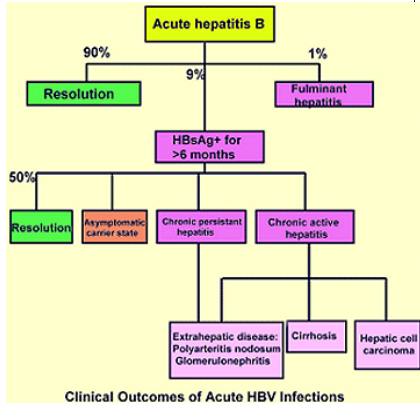 Acute hepatitis B
90%
9%
1%
Resolution
Fulminant
hepatitis
HBsAg+ for
>6 months
50%
Resolution
Asymptomatic
carrier state
Chronic persistant
hepatitis
Chronic active
hepatitis
Extrahepatic disease:
Polyarteritis nodosum
Glomerulonephritis
Cirrhosis
Hepatic cell
carcinoma
Clinical Outcomes of Acute HBV Infections